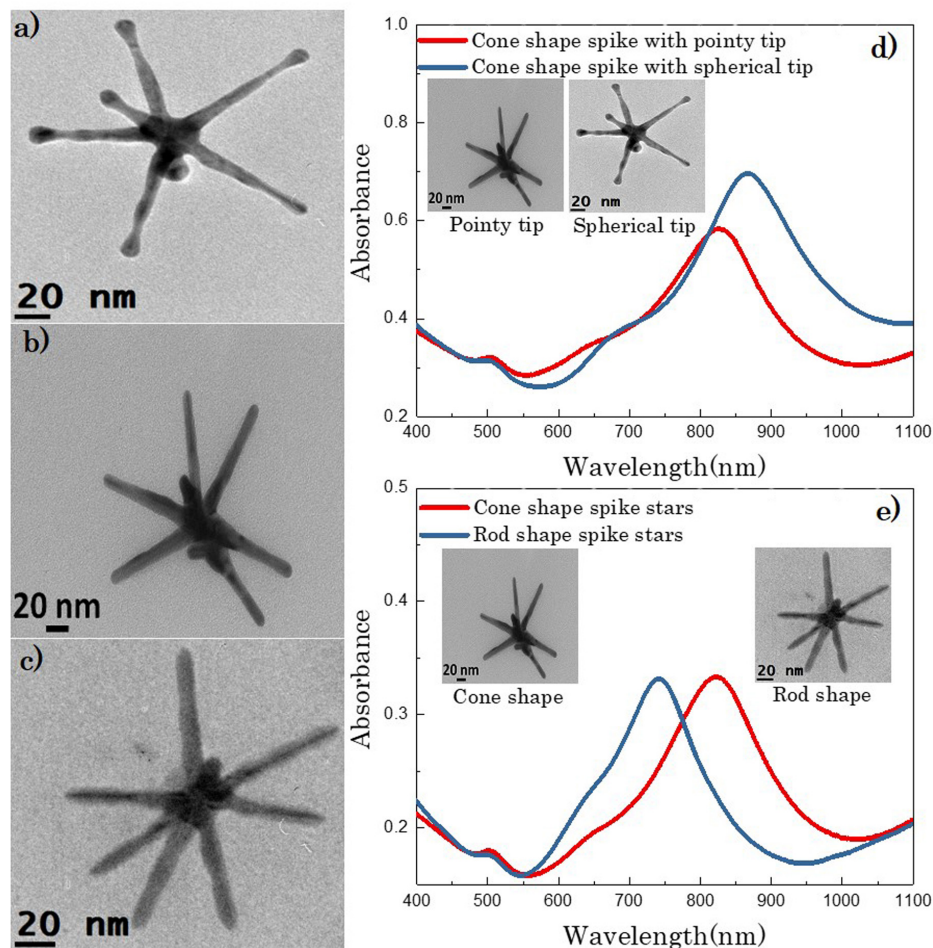 a)
20 nm
b)
20 nm
c)
20 nm
d)
Cone shape spike with pointy tip
Cone shape spike with spherical tip
20 nm
Pointy tip
20 nm
Spherical tip
Absorbance
1.0
0.8
0.6
0.4
0.2
400 500 600 700 800 900 1000 1100
Wavelength(nm)
e)
Cone shape spike stars
Rod shape spike stars
20 nm
Cone shape
20 nm
Rod shape
Absorbance
0.5
0.4
0.3
0.2
400 500 600 700 800 900 1000 1100
Wavelength(nm)